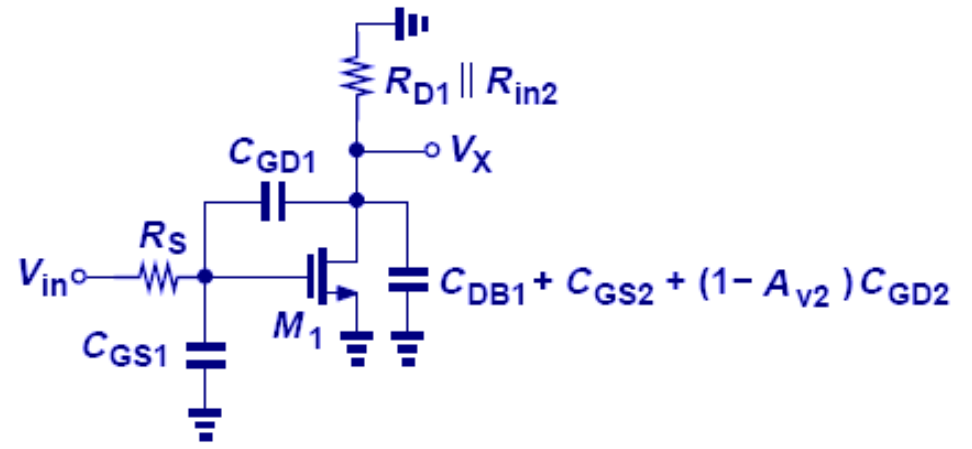 R_D1 || R_in2
C_GD1
V_X
R_S
V_in
C_DB1 + C_GS2 + (1− A_v2 ) C_GD2
M_1
C_GS1